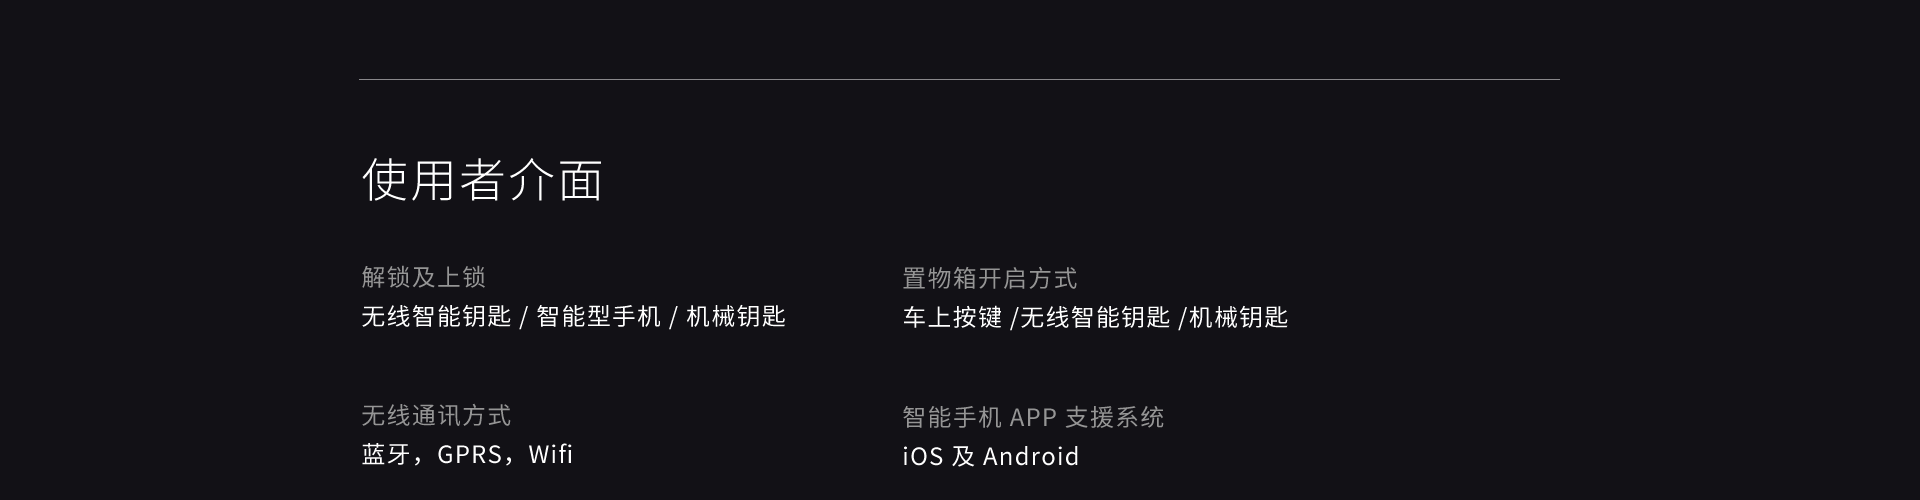 使用者介面
解锁及上锁
无线智能钥匙 / 智能型手机 / 机械钥匙
置物箱开启方式
车上按键 /无线智能钥匙 /机械钥匙
无线通讯方式
蓝牙，GPRS，Wifi
智能手机 APP 支援系统
iOS 及 Android